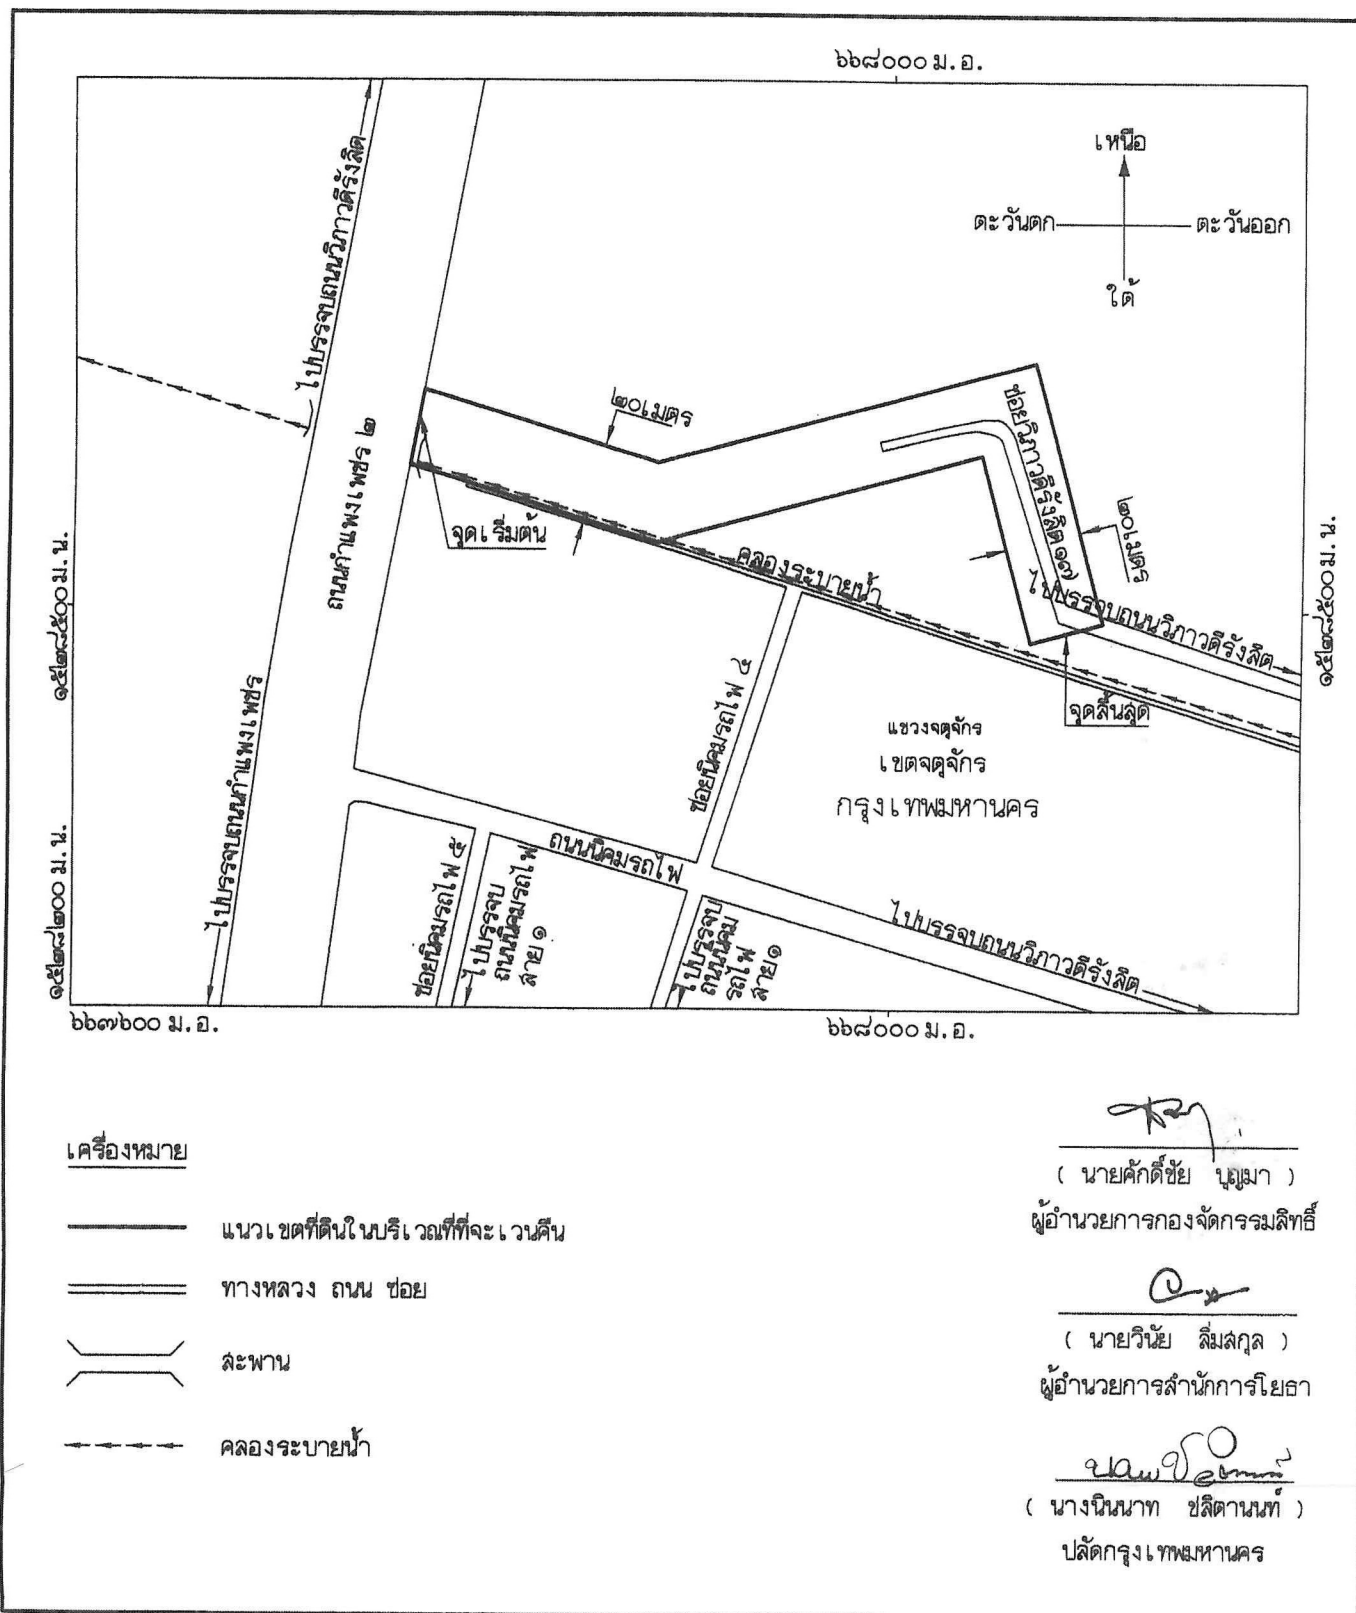 ๖๖๘๐๐๐ ม.อ.
เหนือ
ตะวันตก
ตะวันออก
ใต้
ไปบรรจบถนนวิภาวดีรังสิต
ถนนกำแพงเพชร ๒
๒๐ เมตร
ซอยวิภาวดีรังสิต ๑๗
๒๐ เมตร
จุดเริ่มต้น
คลองระบายน้ำ
ไปบรรจบถนนวิภาวดีรังสิต
จุดสิ้นสุด
๑๕๒๘๕๐๐ ม.น.
๑๕๒๘๕๐๐ ม.น.
ไปบรรจบถนนกำแพงเพชร
ซอยนิคมรถไฟ ๔
แขวงจตุจักร
เขตจตุจักร
กรุงเทพมหานคร
ถนนนิคมรถไฟ
ซอยนิคมรถไฟ ๕
ไปบรรจบ
ถนนนิคมรถไฟ
สาย ๑
ไปบรรจบ
ถนนนิคม
รถไฟ
สาย ๑
ไปบรรจบถนนวิภาวดีรังสิต
๑๕๒๘๒๐๐ ม.น.
๖๖๗๖๐๐ ม.อ.
๖๖๘๐๐๐ ม.อ.
เครื่องหมาย
แนวเขตที่ดินในบริเวณที่ที่จะเวนคืน
ทางหลวง ถนน ซอย
สะพาน
คลองระบายน้ำ
( นายศักดิ์ชัย บุญมา )
ผู้อำนวยการกองจัดกรรมสิทธิ์
( นายวินัย ลิ่มสกุล )
ผู้อำนวยการสำนักการโยธา
( นางนินนาท ชลิตานนท์ )
ปลัดกรุงเทพมหานคร